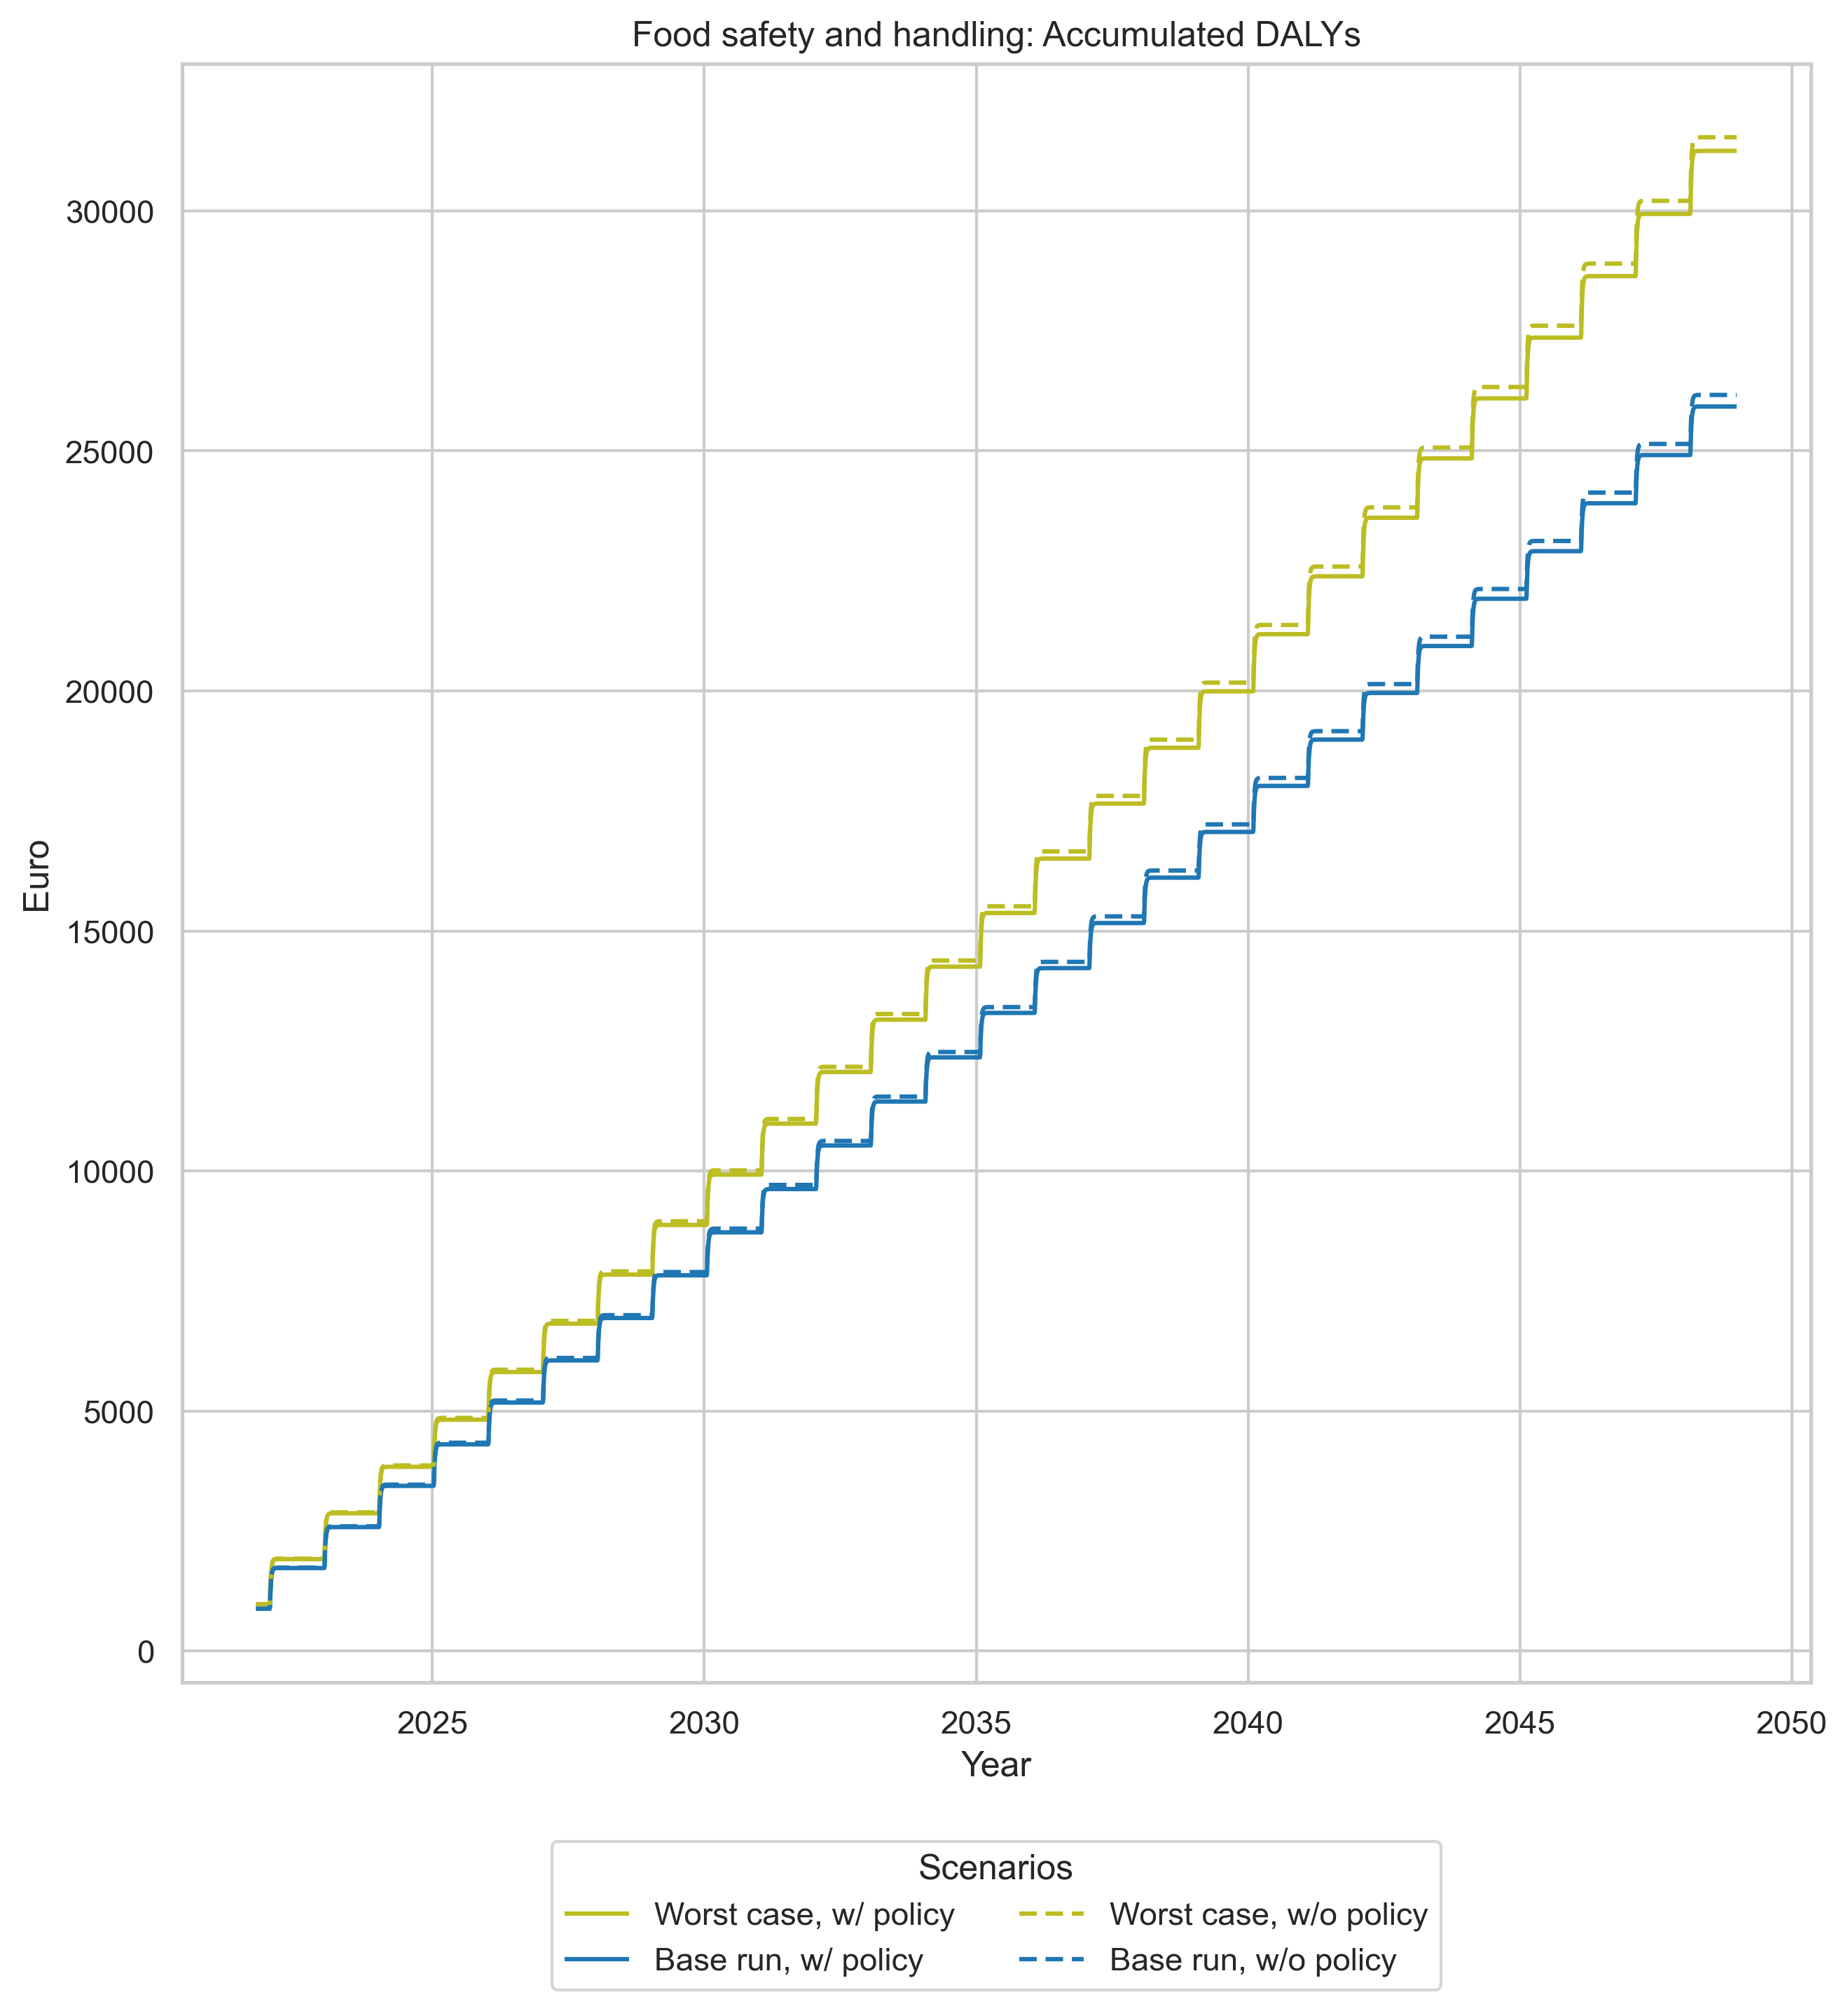 Food safety and handling: Accumulated DALYs
30000
25000
20000
15000
10000
5000
0
Euro
2025 2030 2035 2040 2045 2050
Year
Scenarios
Worst case, w/ policy Worst case, w/o policy
Base run, w/ policy Base run, w/o policy